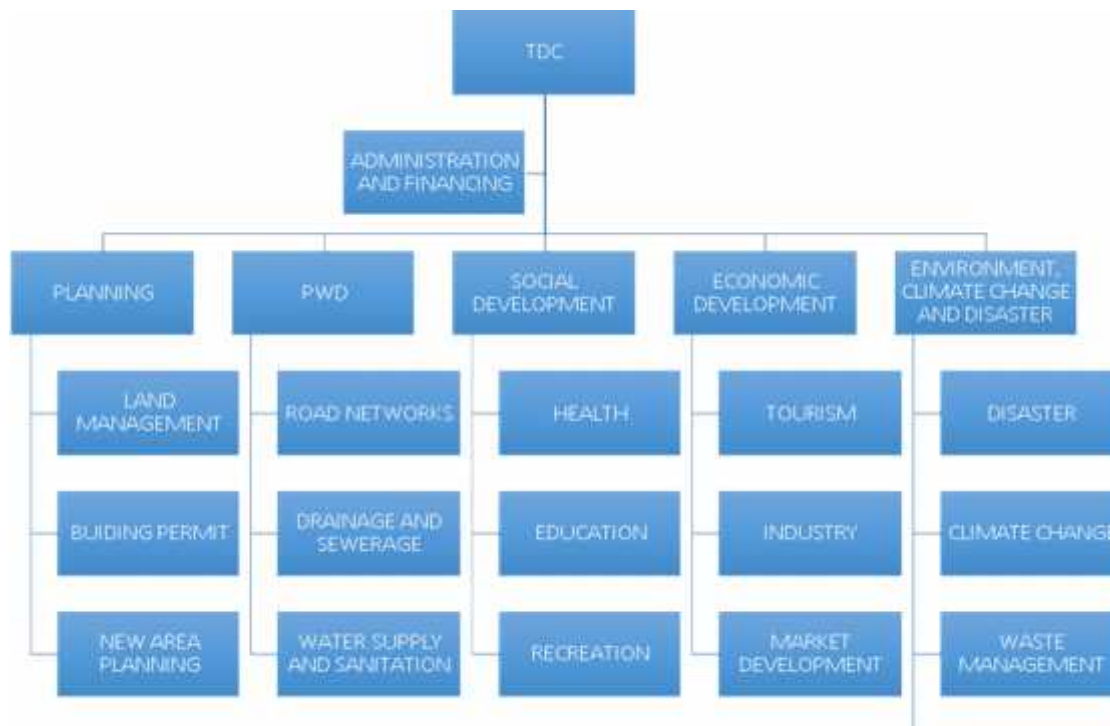 TDC
ADMINISTRATION
AND FINANCING
PLANNING
PWD
SOCIAL
DEVELOPMENT
ECONOMIC
DEVELOPMENT
ENVIRONMENT,
CLIMATE CHANGE
AND DISASTER
LAND
MANAGEMENT
ROAD NETWORKS
HEALTH
TOURISM
DISASTER
BUIDING PERMIT
DRAINAGE AND
SEWERAGE
EDUCATION
INDUSTRY
CLIMATE CHANGE
NEW AREA
PLANNING
WATER SUPPLY
AND SANITATION
RECREATION
MARKET
DEVELOPMENT
WASTE
MANAGEMENT